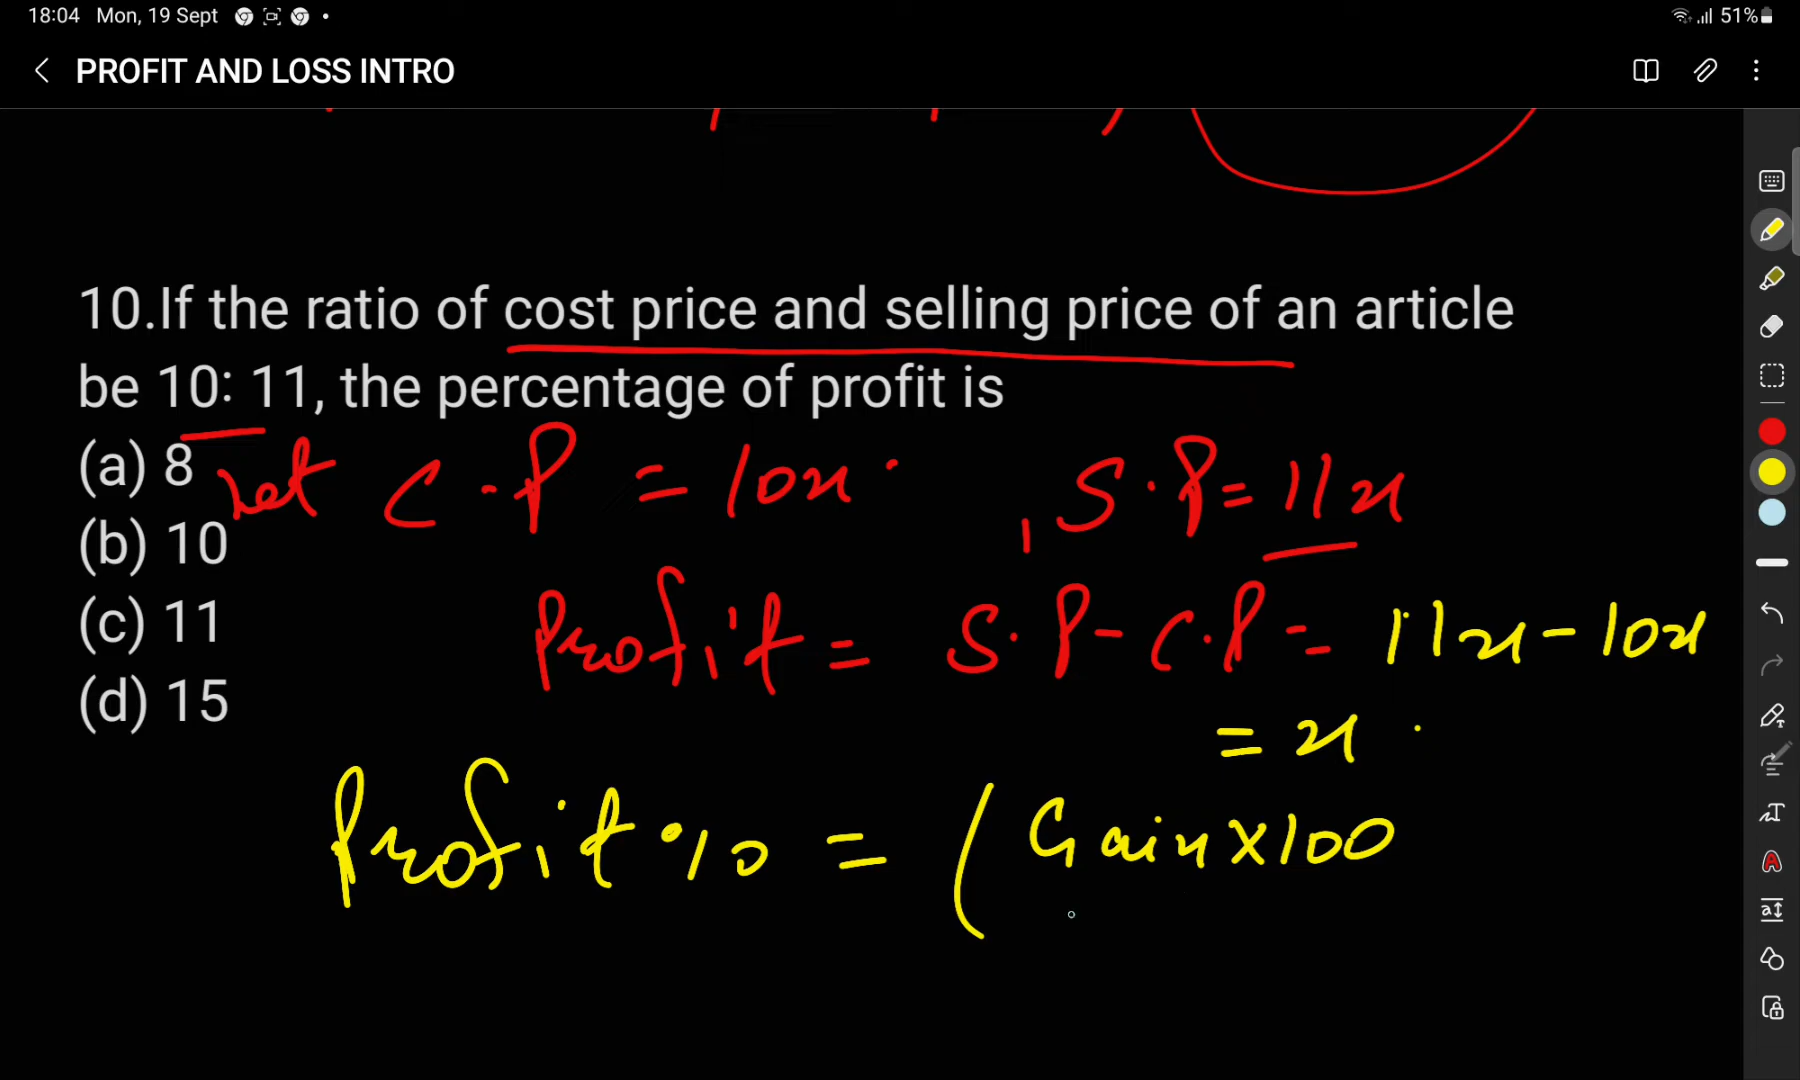 18:04 Mon, 19 Sept 51%
PROFIT AND LOSS INTRO
10.If the ratio of cost price and selling price of an article
be 10: 11, the percentage of profit is
(a) 8
Let C.P = 10x. , S.P = 11x
(b) 10
(c) 11
Profit = S.P - C.P = 11x - 10x
(d) 15
= x .
Profit % = ( Gain x 100